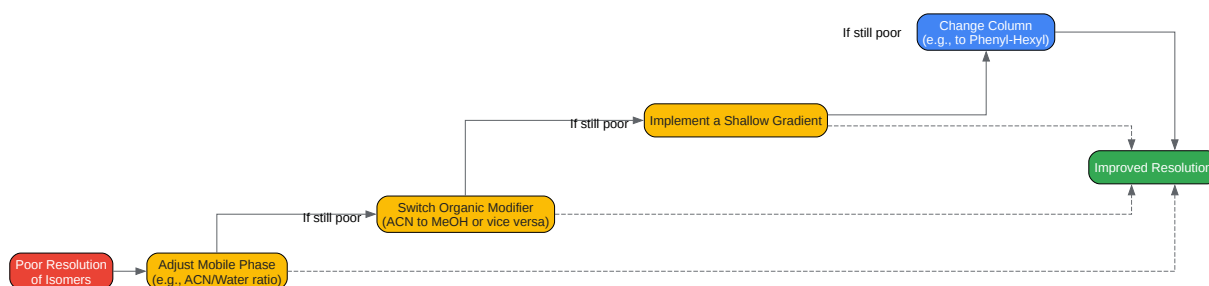 If still poor
Change Column
(e.g., to Phenyl-Hexyl)
If still poor
Implement a Shallow Gradient
Improved Resolution
If still poor
Switch Organic Modifier
(ACN to MeOH or vice versa)
Poor Resolution
of Isomers
Adjust Mobile Phase
(e.g., ACN/Water ratio)